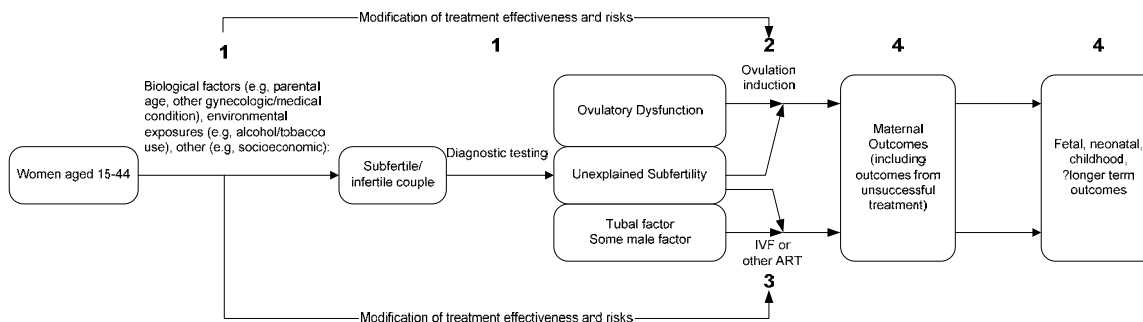 Modification of treatment effectiveness and risks
1
1
2
4
4
Biological factors (e.g, parental
age, other gynecologic/medical
condition), environmental
exposures (e.g, alcohol/tobacco
use), other (e.g, socioeconomic):
Ovulation
induction
Women aged 15-44
Subfertile/
infertile couple
Diagnostic testing
Ovulatory Dysfunction
Unexplained Subfertility
Tubal factor
Some male factor
IVF or
other ART
3
Maternal
Outcomes
(including
outcomes from
unsuccessful
treatment)
Fetal, neonatal,
childhood,
?longer term
outcomes
Modification of treatment effectiveness and risks